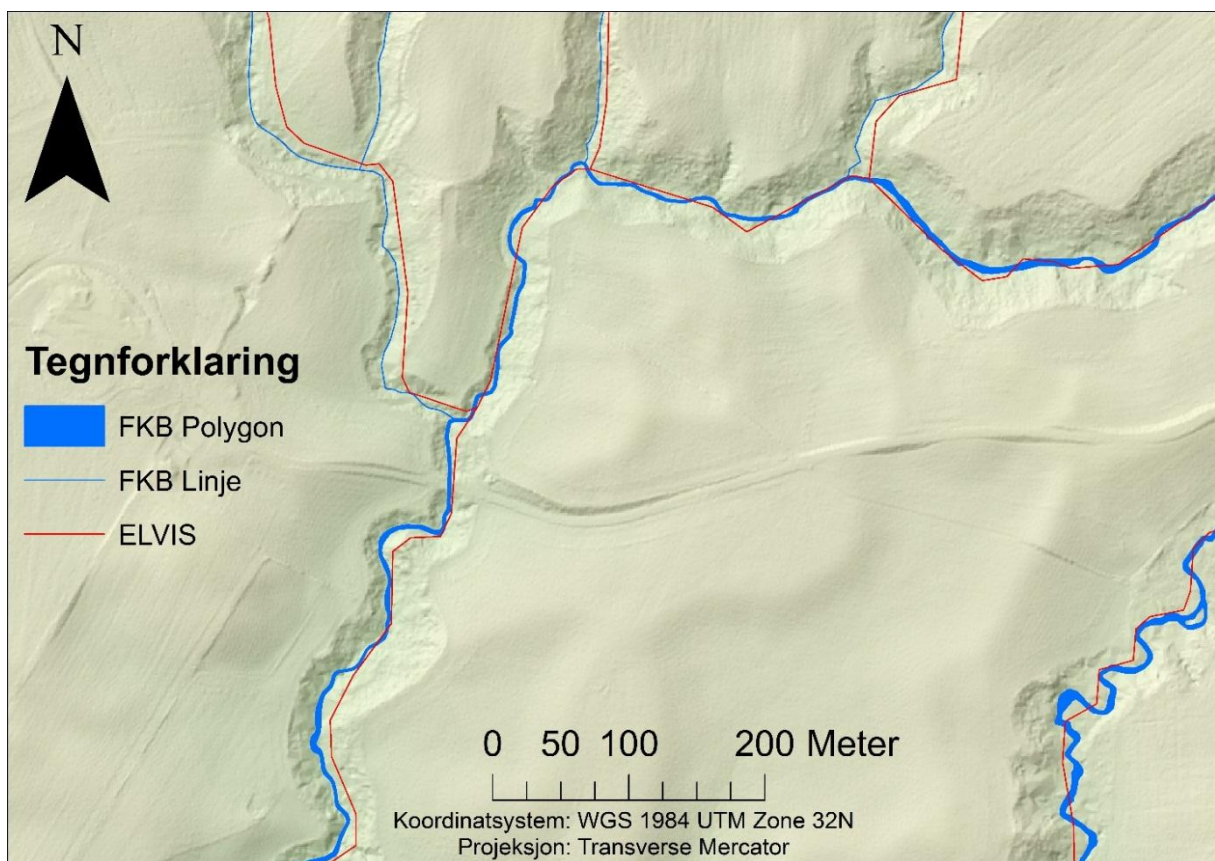 N
Tegnforklaring
FKB Polygon
FKB Linje
ELVIS
0 50 100 200 Meter
Koordinatsystem: WGS 1984 UTM Zone 32N
Projeksjon: Transverse Mercator